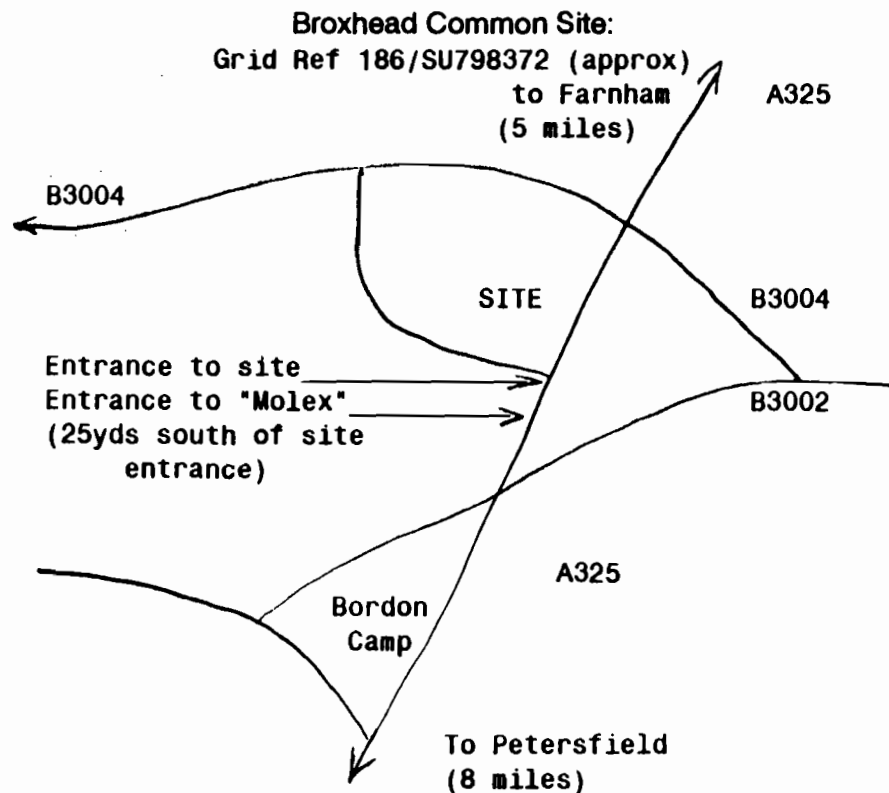 Broxhead Common Site:
Grid Ref 186/SU798372 (approx)
to Farnham
(5 miles)
A325
B3004
SITE
B3004
Entrance to site
Entrance to "Molex"
(25yds south of site
entrance)
B3002
A325
Bordon
Camp
To Petersfield
(8 miles)